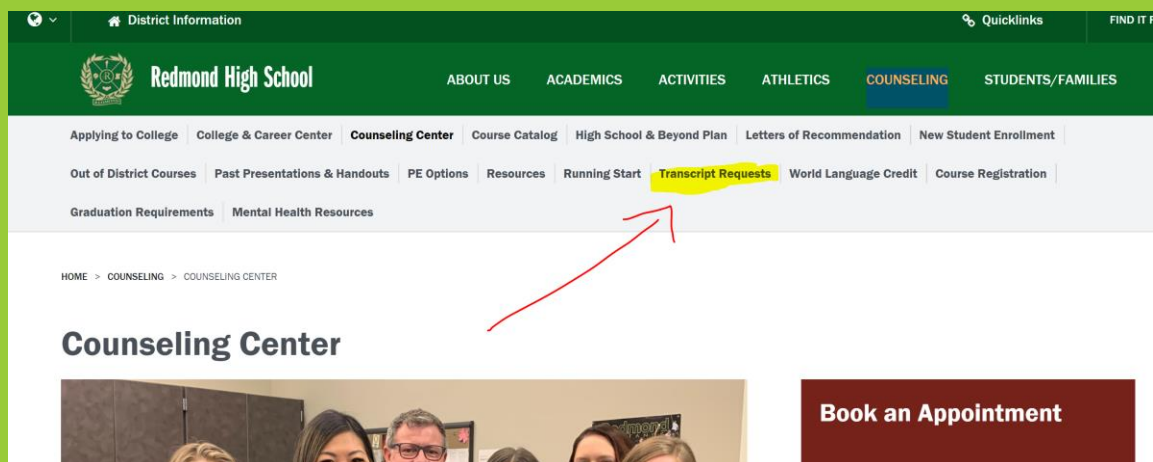 District Information
Quicklinks
FIND IT F
R
Redmond High School
ABOUT US ACADEMICS ACTIVITIES ATHLETICS COUNSELING STUDENTS/FAMILIES
Applying to College College & Career Center Counseling Center Course Catalog High School & Beyond Plan Letters of Recommendation New Student Enrollment
Out of District Courses Past Presentations & Handouts PE Options Resources Running Start Transcript Requests World Language Credit Course Registration
Graduation Requirements Mental Health Resources
HOME > COUNSELING > COUNSELING CENTER
Counseling Center
Book an Appointment
Redmond